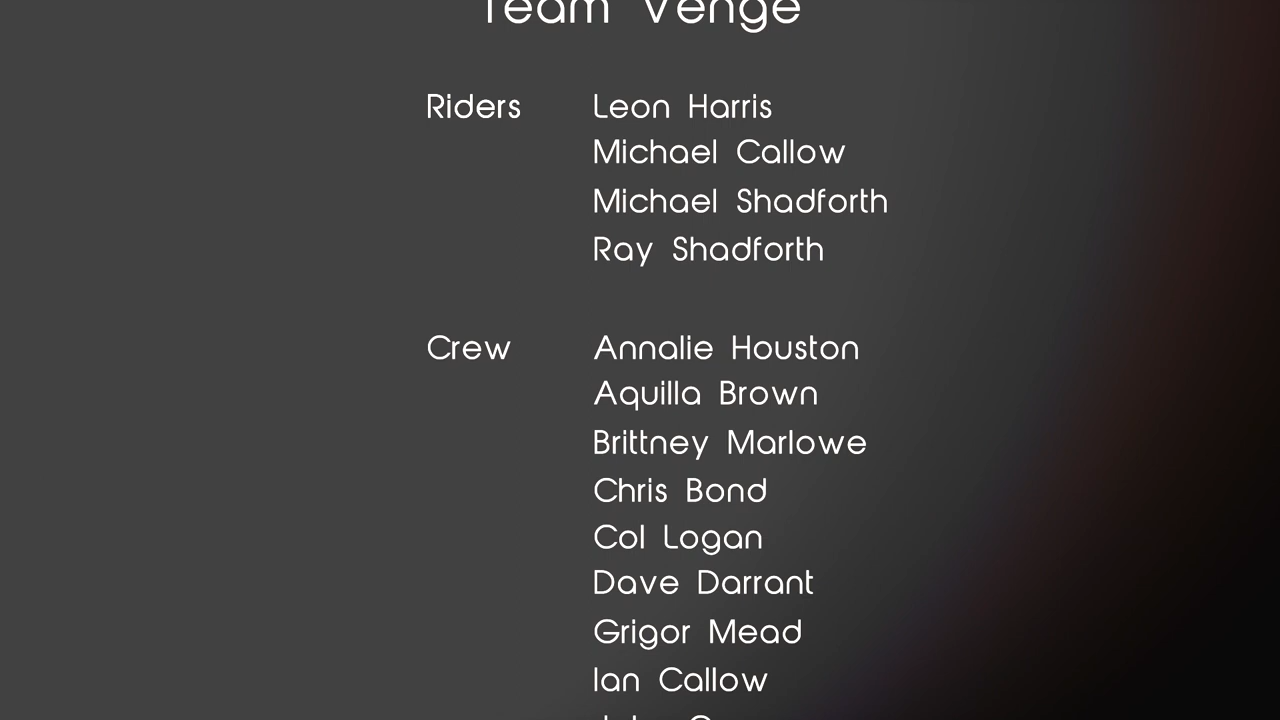 Team Venge
Riders Leon Harris
Michael Callow
Michael Shadforth
Ray Shadforth
Crew Annalie Houston
Aquilla Brown
Brittney Marlowe
Chris Bond
Col Logan
Dave Darrant
Grigor Mead
Ian Callow